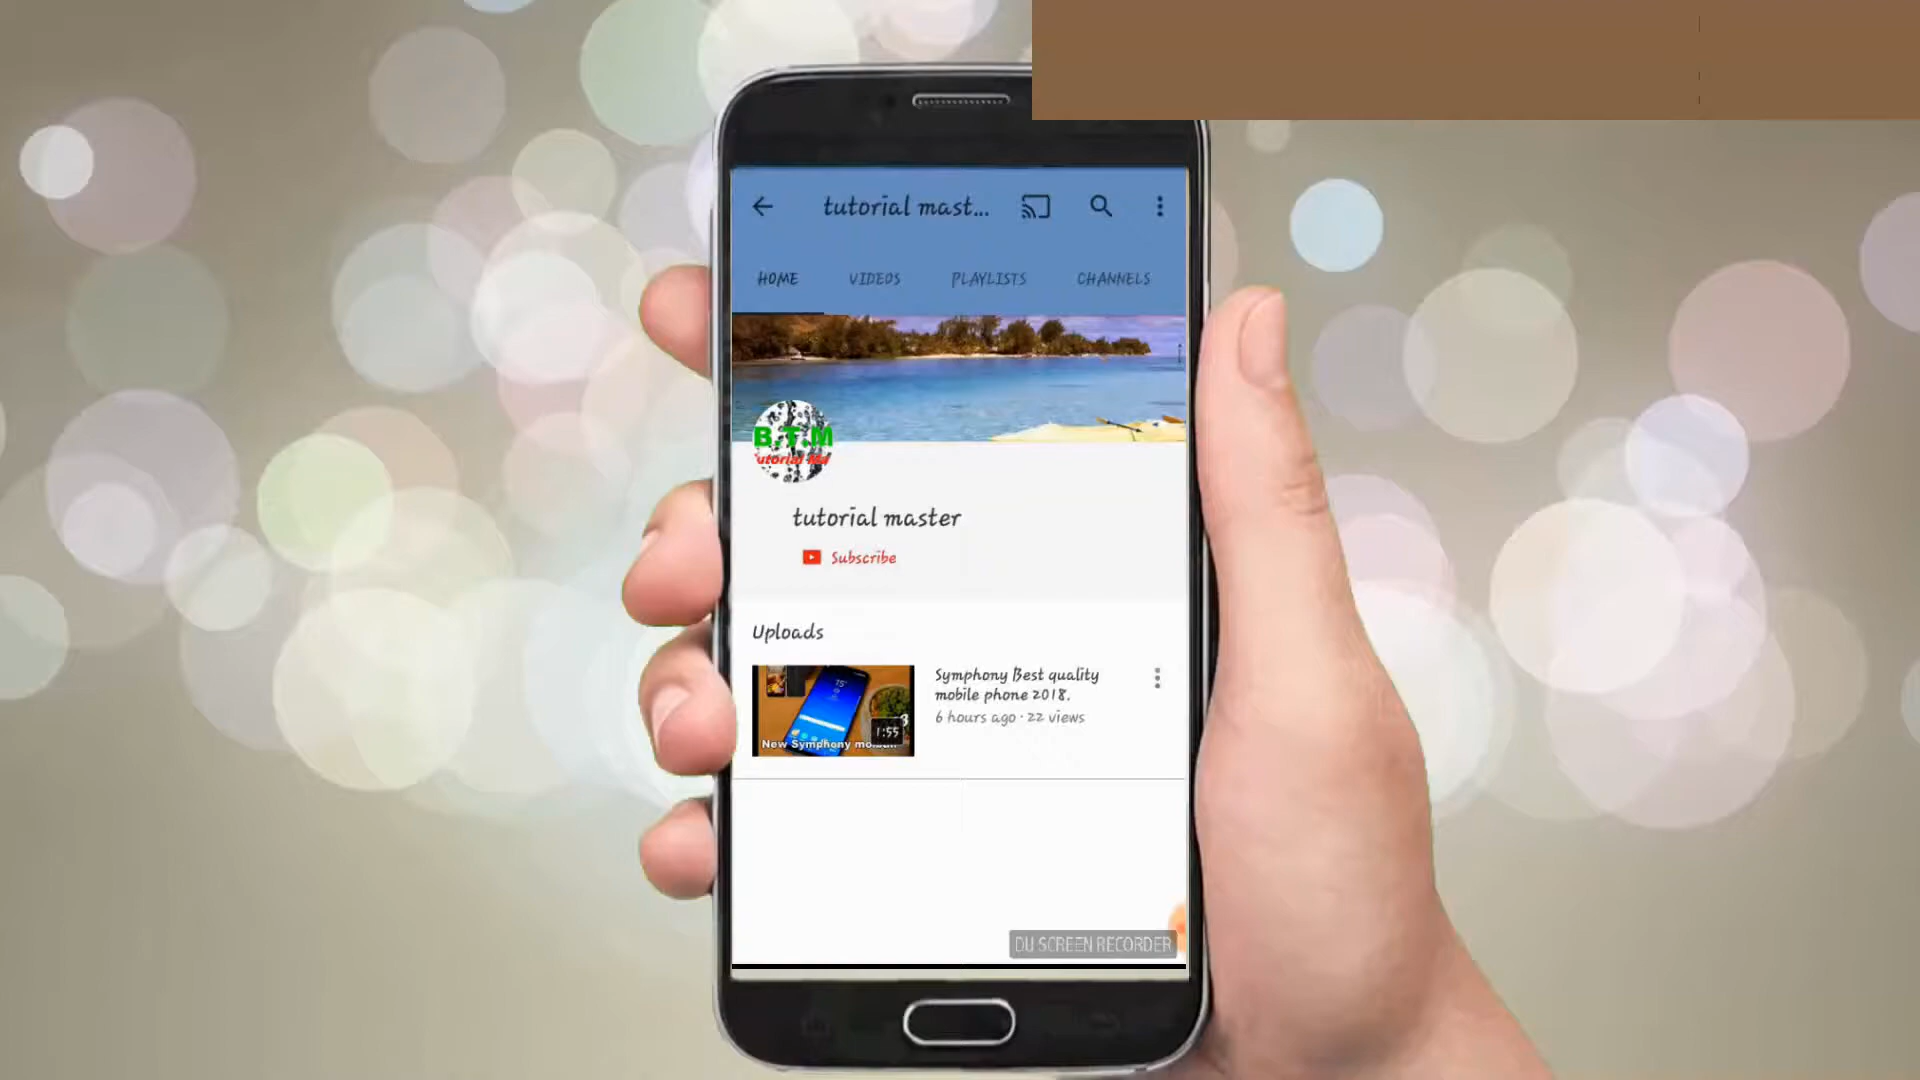 tutorial mast...
HOME VIDEOS PLAYLISTS CHANNELS
B.T.M
tutorial master
Subscribe
Uploads
Symphony Best quality
mobile phone 2018.
6 hours ago · 22 views
15°
1:55
New Symphony
DU SCREEN RECORDER